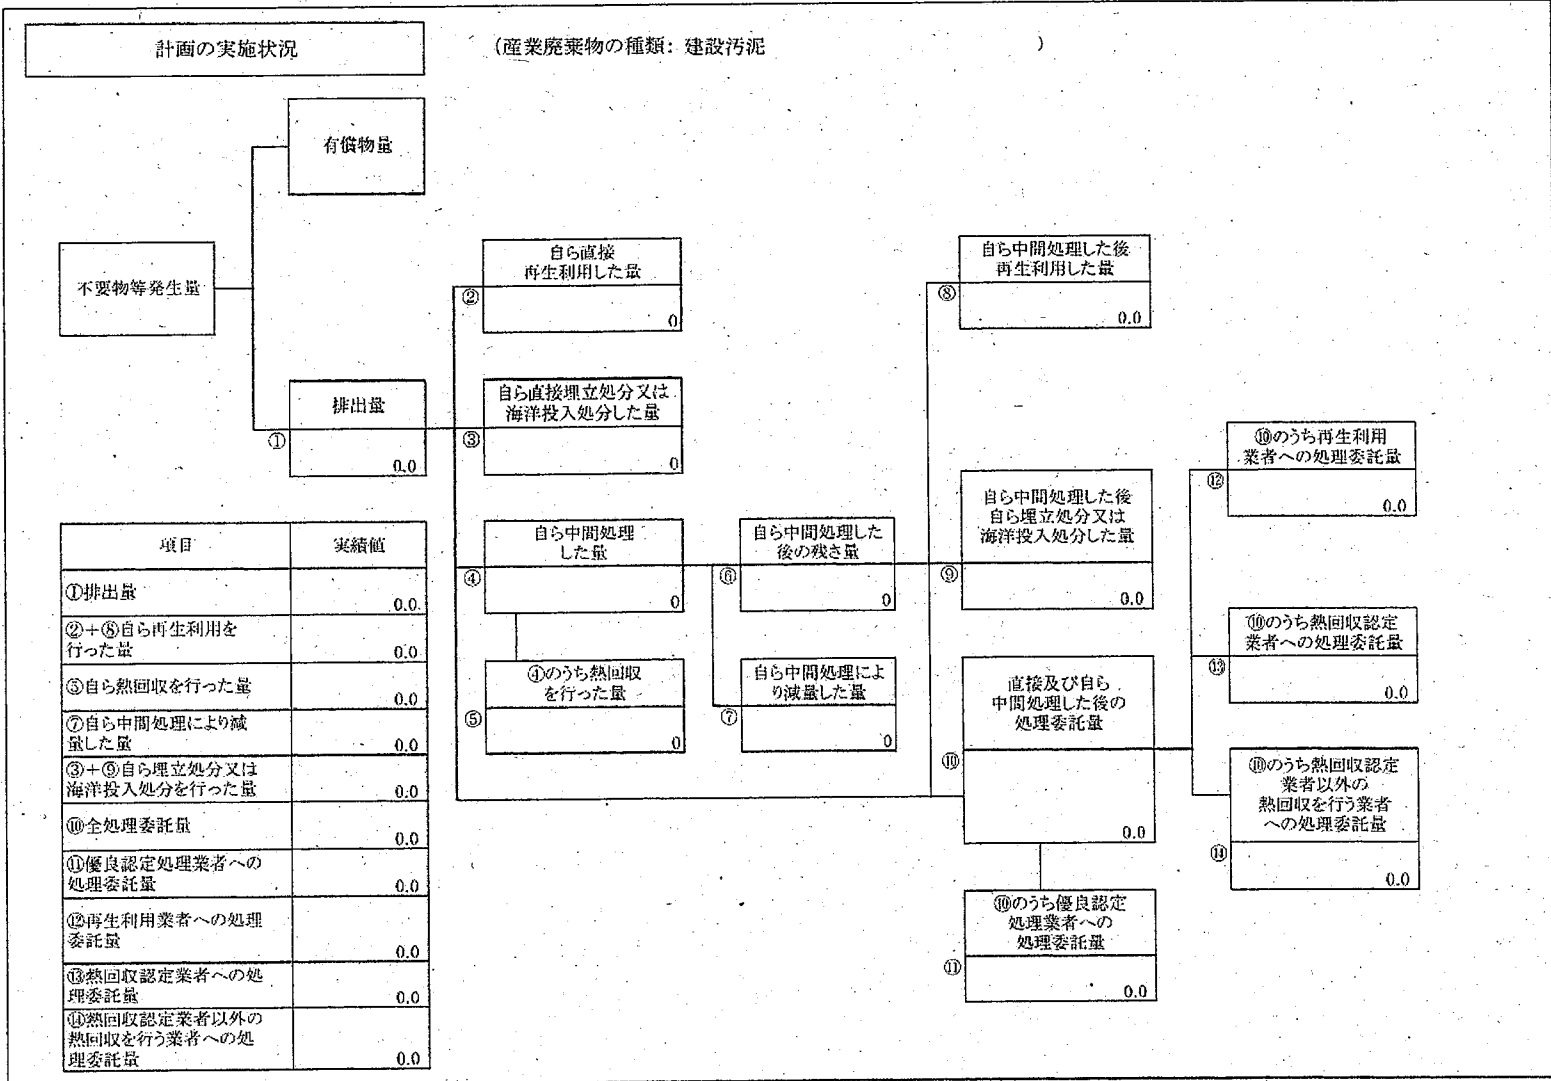 計画の実施状況
（産業廃棄物の種類：建設汚泥　）
有償物量
不要物等発生量
排出量
①
0.0
自ら直接
再生利用した量
②
0
自ら直接埋立処分又は
海洋投入処分した量
③
0
自ら中間処理
した量
④
0
④のうち熱回収
を行った量
⑤
0
自ら中間処理した
後の残さ量
⑥
0
自ら中間処理によ
り減量した量
⑦
0
自ら中間処理した後
再生利用した量
⑧
0.0
自ら中間処理した後
自ら埋立処分又は
海洋投入処分した量
⑨
0.0
直接及び自ら
中間処理した後の
処理委託量
⑩
0.0
⑩のうち優良認定
処理業者への
処理委託量
⑪
0.0
⑩のうち再生利用
業者への処理委託量
⑫
0.0
⑩のうち熱回収認定
業者への処理委託量
⑬
0.0
⑩のうち熱回収認定
業者以外の
熱回収を行う業者
への処理委託量
⑭
0.0
項目 実績値
①排出量 0.0
②＋⑧自ら再生利用を
行った量 0.0
⑤自ら熱回収を行った量 0.0
⑦自ら中間処理により減
量した量 0.0
③＋⑨自ら埋立処分又は
海洋投入処分を行った量 0.0
⑩全処理委託量 0.0
⑪優良認定処理業者への
処理委託量 0.0
⑫再生利用業者への処理
委託量 0.0
⑬熱回収認定業者への処
理委託量 0.0
⑭熱回収認定業者以外の
熱回収を行う業者への処
理委託量 0.0